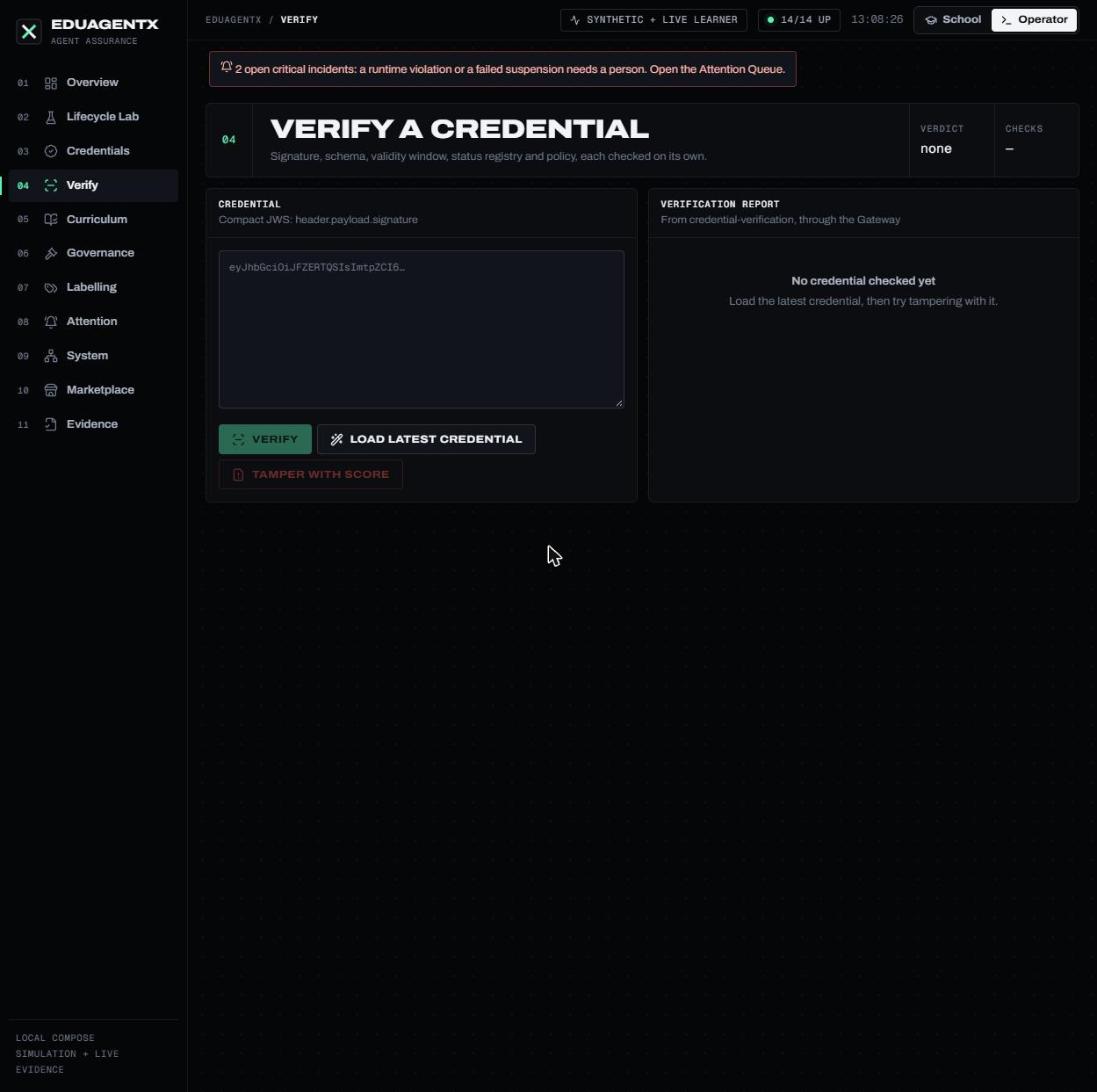 EDUAGENTX
AGENT ASSURANCE
01 Overview
02 Lifecycle Lab
03 Credentials
04 Verify
05 Curriculum
06 Governance
07 Labelling
08 Attention
09 System
10 Marketplace
11 Evidence
LOCAL COMPOSE
SIMULATION + LIVE
EVIDENCE
EDUAGENTX / VERIFY
SYNTHETIC + LIVE LEARNER
14/14 UP
13:08:26
School
Operator
2 open critical incidents: a runtime violation or a failed suspension needs a person. Open the Attention Queue.
04
VERIFY A CREDENTIAL
Signature, schema, validity window, status registry and policy, each checked on its own.
VERDICT
none
CHECKS
–
CREDENTIAL
Compact JWS: header.payload.signature
eyJhbGciOiJFZERTQSIsImtpZCI6…
VERIFY
LOAD LATEST CREDENTIAL
TAMPER WITH SCORE
VERIFICATION REPORT
From credential-verification, through the Gateway
No credential checked yet
Load the latest credential, then try tampering with it.